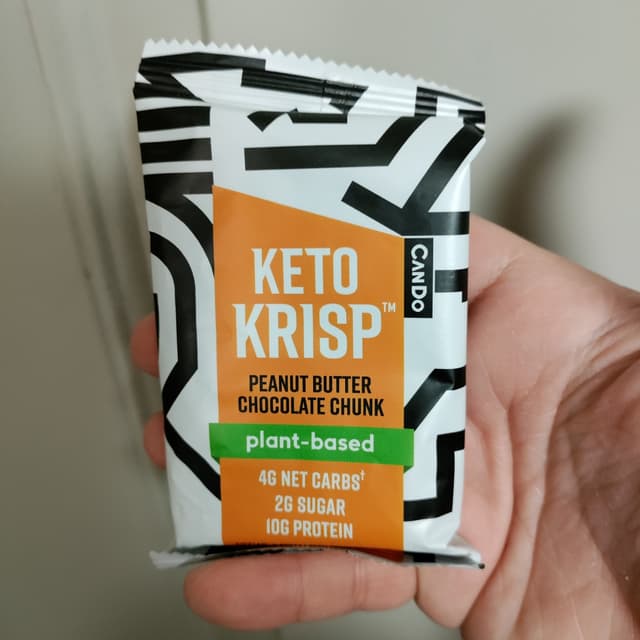 CANDO
KETO
KRISP™
PEANUT BUTTER
CHOCOLATE CHUNK
plant-based
4G NET CARBS†
2G SUGAR
10G PROTEIN